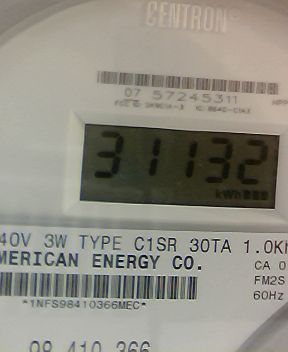 CENTRON®
07 57245311
31132
kWh
40V 3W TYPE C1SR 30TA 1.0Kh
MERICAN ENERGY CO.
CA 0
FM2S
60Hz
*1NFS98410366MEC*
98 410 366